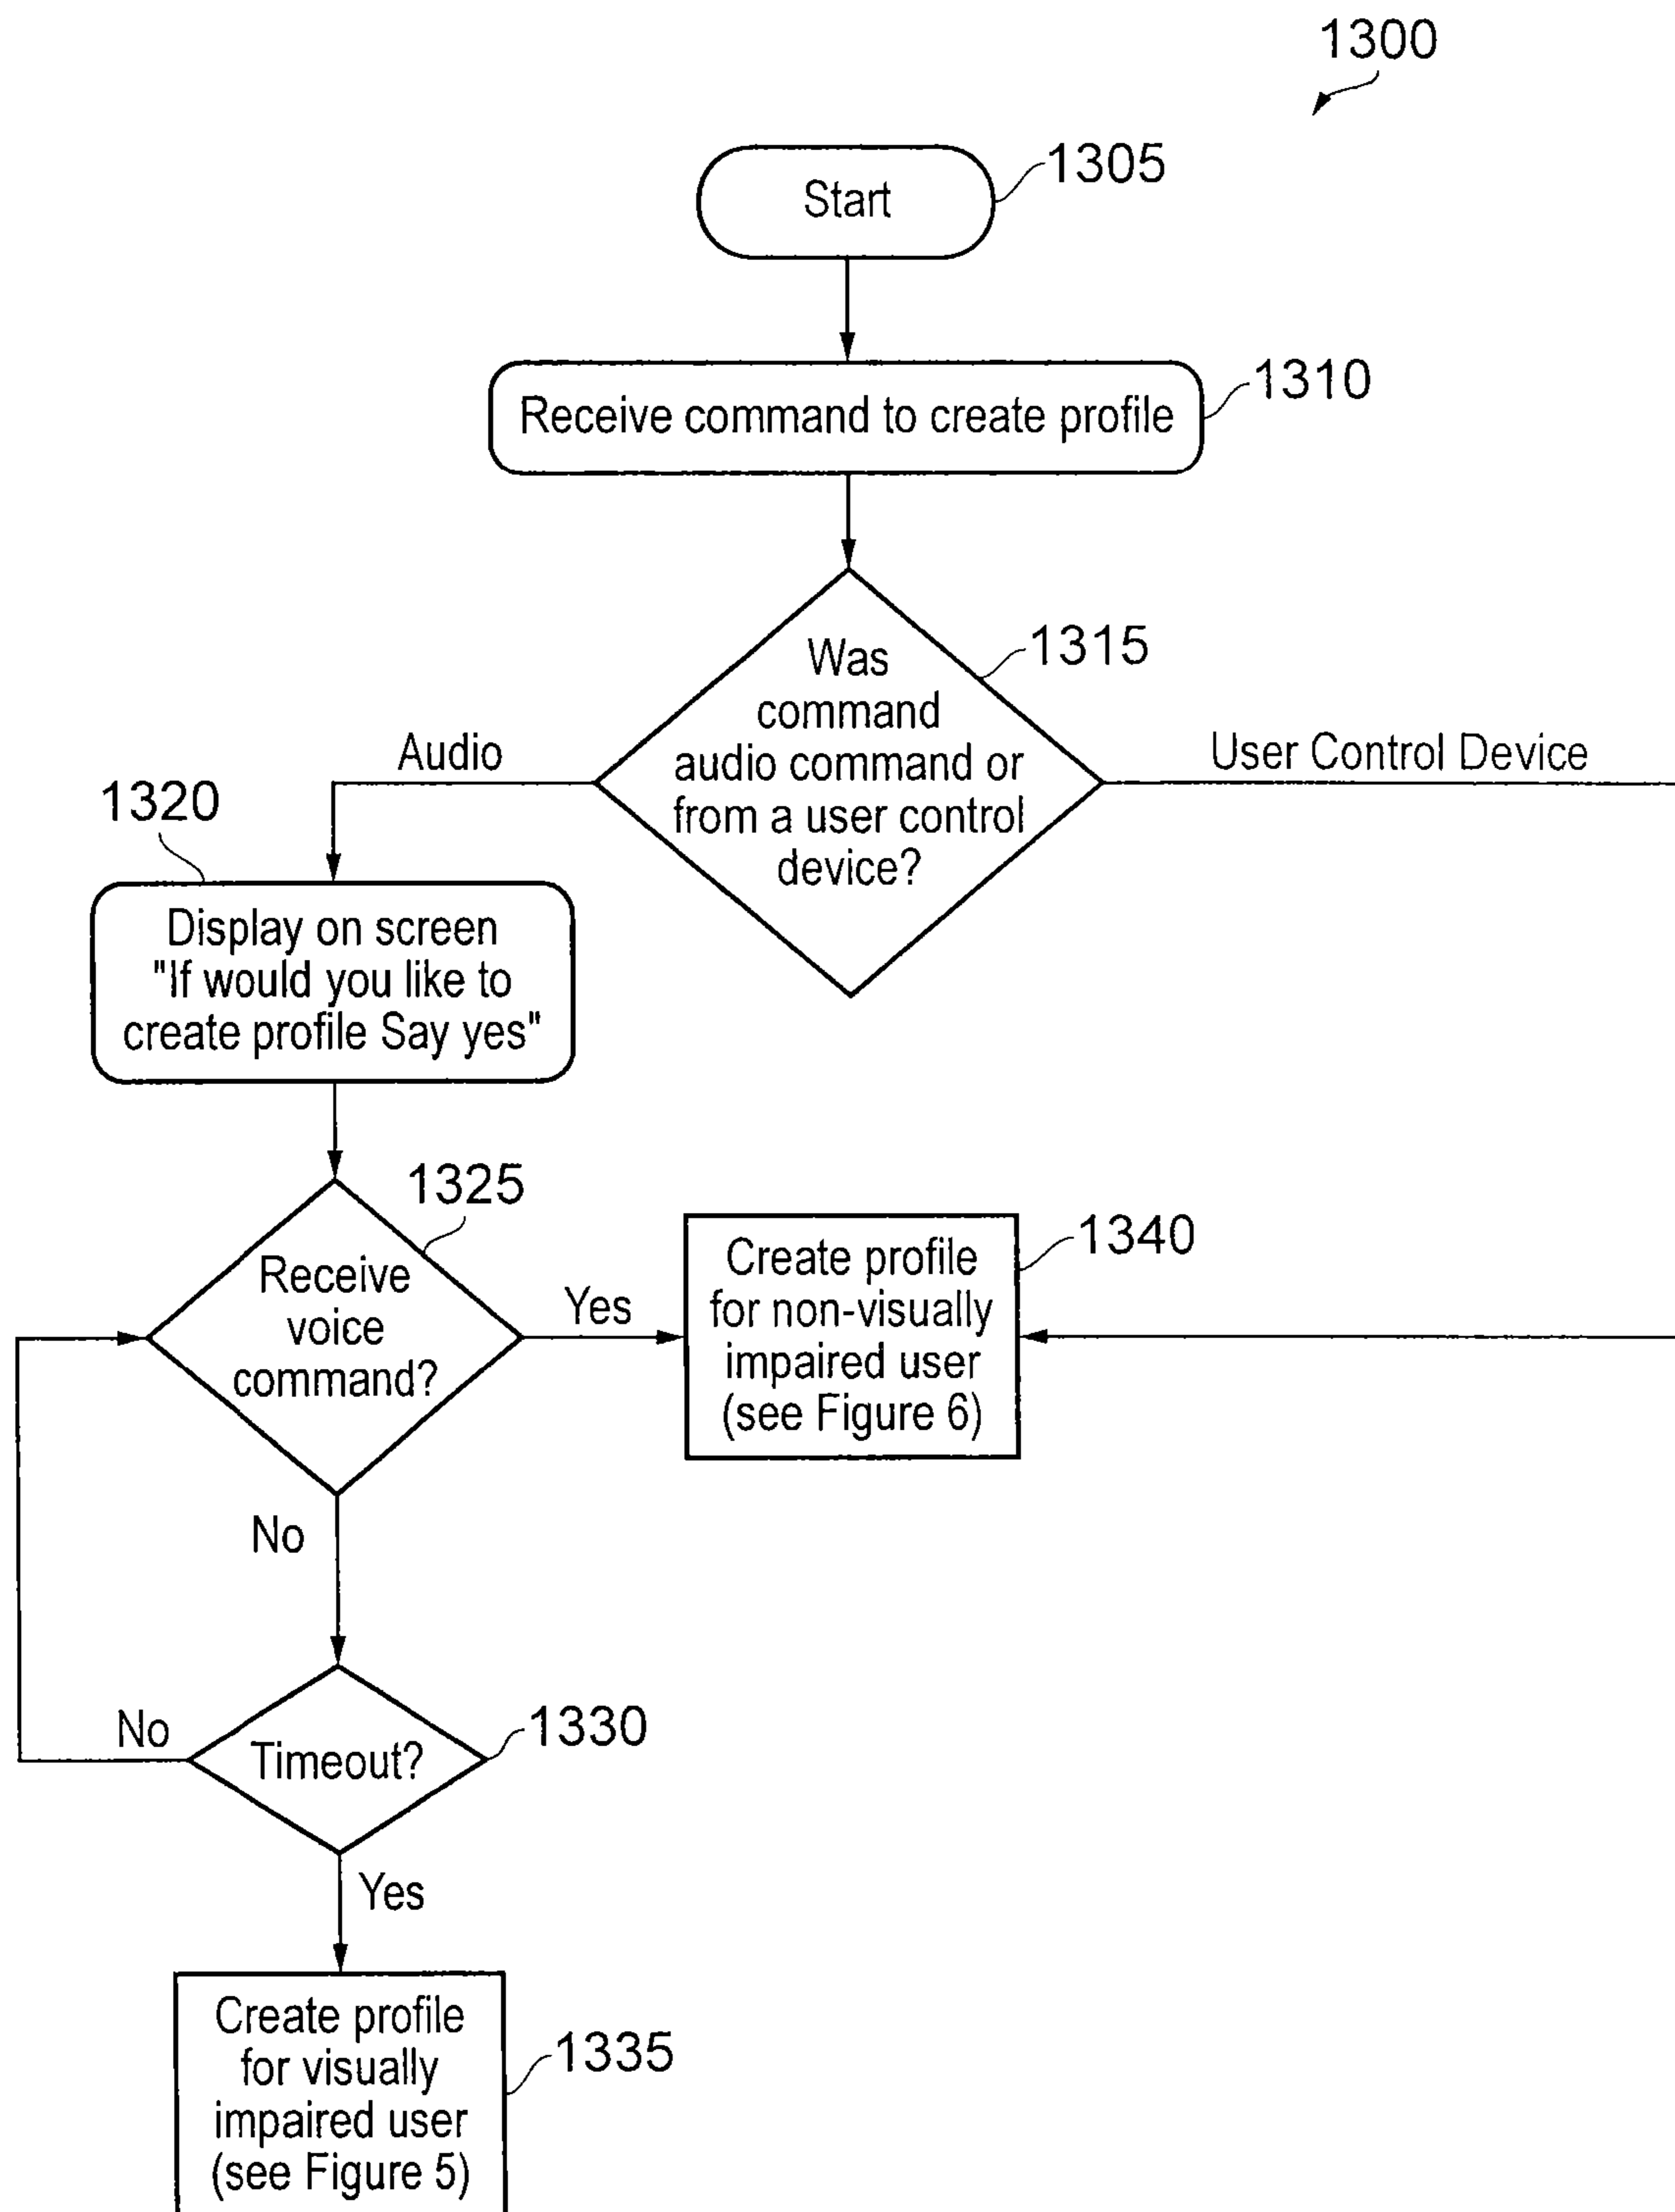 1300
Start
1305
Receive command to create profile
1310
Was
command
audio command or
from a user control
device?
1315
Audio
User Control Device
1320
Display on screen
"If would you like to
create profile Say yes"
1325
Receive
voice
command?
Yes
Create profile
for non-visually
impaired user
(see Figure 6)
1340
No
Timeout?
1330
No
Yes
Create profile
for visually
impaired user
(see Figure 5)
1335